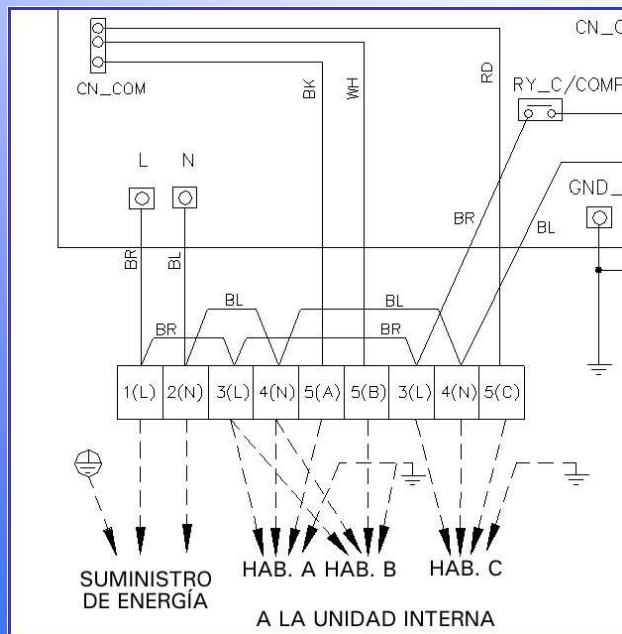 CN_C
CN_COM
BK
WH
RD
RY_C/COMP
L
N
GND_
BR
BL
BR
BL
BL
BL
BR
BR
1(L)
2(N)
3(L)
4(N)
5(A)
5(B)
3(L)
4(N)
5(C)
SUMINISTRO
DE ENERGÍA
HAB. A
HAB. B
HAB. C
A LA UNIDAD INTERNA